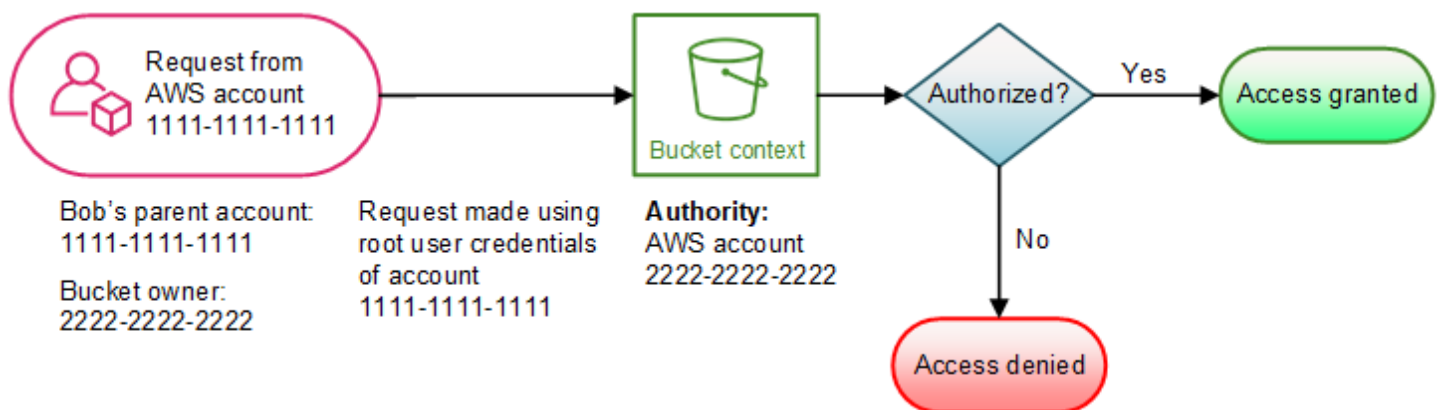 Request from
AWS account
1111-1111-1111
Bucket context
Authorized?
Yes
Access granted
Bob's parent account:
1111-1111-1111
Bucket owner:
2222-2222-2222
Request made using
root user credentials
of account
1111-1111-1111
Authority:
AWS account
2222-2222-2222
No
Access denied